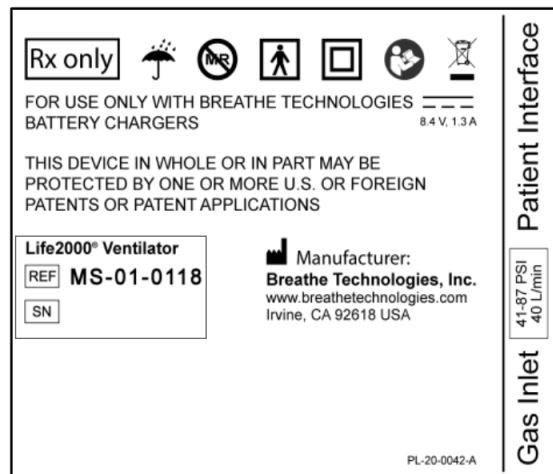 Rx only
MR
FOR USE ONLY WITH BREATHE TECHNOLOGIES
BATTERY CHARGERS
8.4 V, 1.3 A
THIS DEVICE IN WHOLE OR IN PART MAY BE
PROTECTED BY ONE OR MORE U.S. OR FOREIGN
PATENTS OR PATENT APPLICATIONS
Life2000® Ventilator
REF MS-01-0118
SN
Manufacturer:
Breathe Technologies, Inc.
www.breathetechnologies.com
Irvine, CA 92618 USA
PL-20-0042-A
Patient Interface
41-87 PSI
40 L/min
Gas Inlet